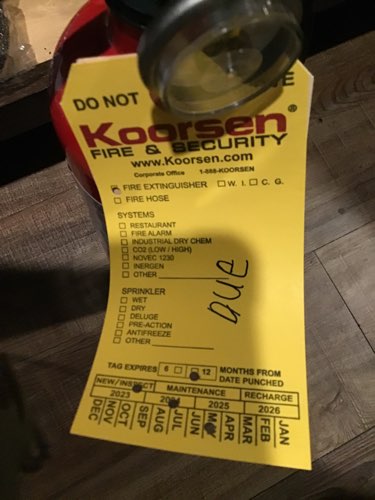 DO NOT
Koorsen®
FIRE & SECURITY
www.Koorsen.com
Corporate Office 1-888-KOORSEN
FIRE EXTINGUISHER W. I. C. G.
FIRE HOSE
SYSTEMS
RESTAURANT
FIRE ALARM
INDUSTRIAL DRY CHEM
CO2 (LOW / HIGH)
NOVEC 1230
INERGEN
OTHER
due
SPRINKLER
WET
DRY
DELUGE
PRE-ACTION
ANTIFREEZE
OTHER
TAG EXPIRES 6 12 MONTHS FROM
DATE PUNCHED
NEW/INSPECT MAINTENANCE RECHARGE
2023 2025 2026
DEC NOV OCT SEP AUG JUL JUN MAY APR MAR FEB JAN